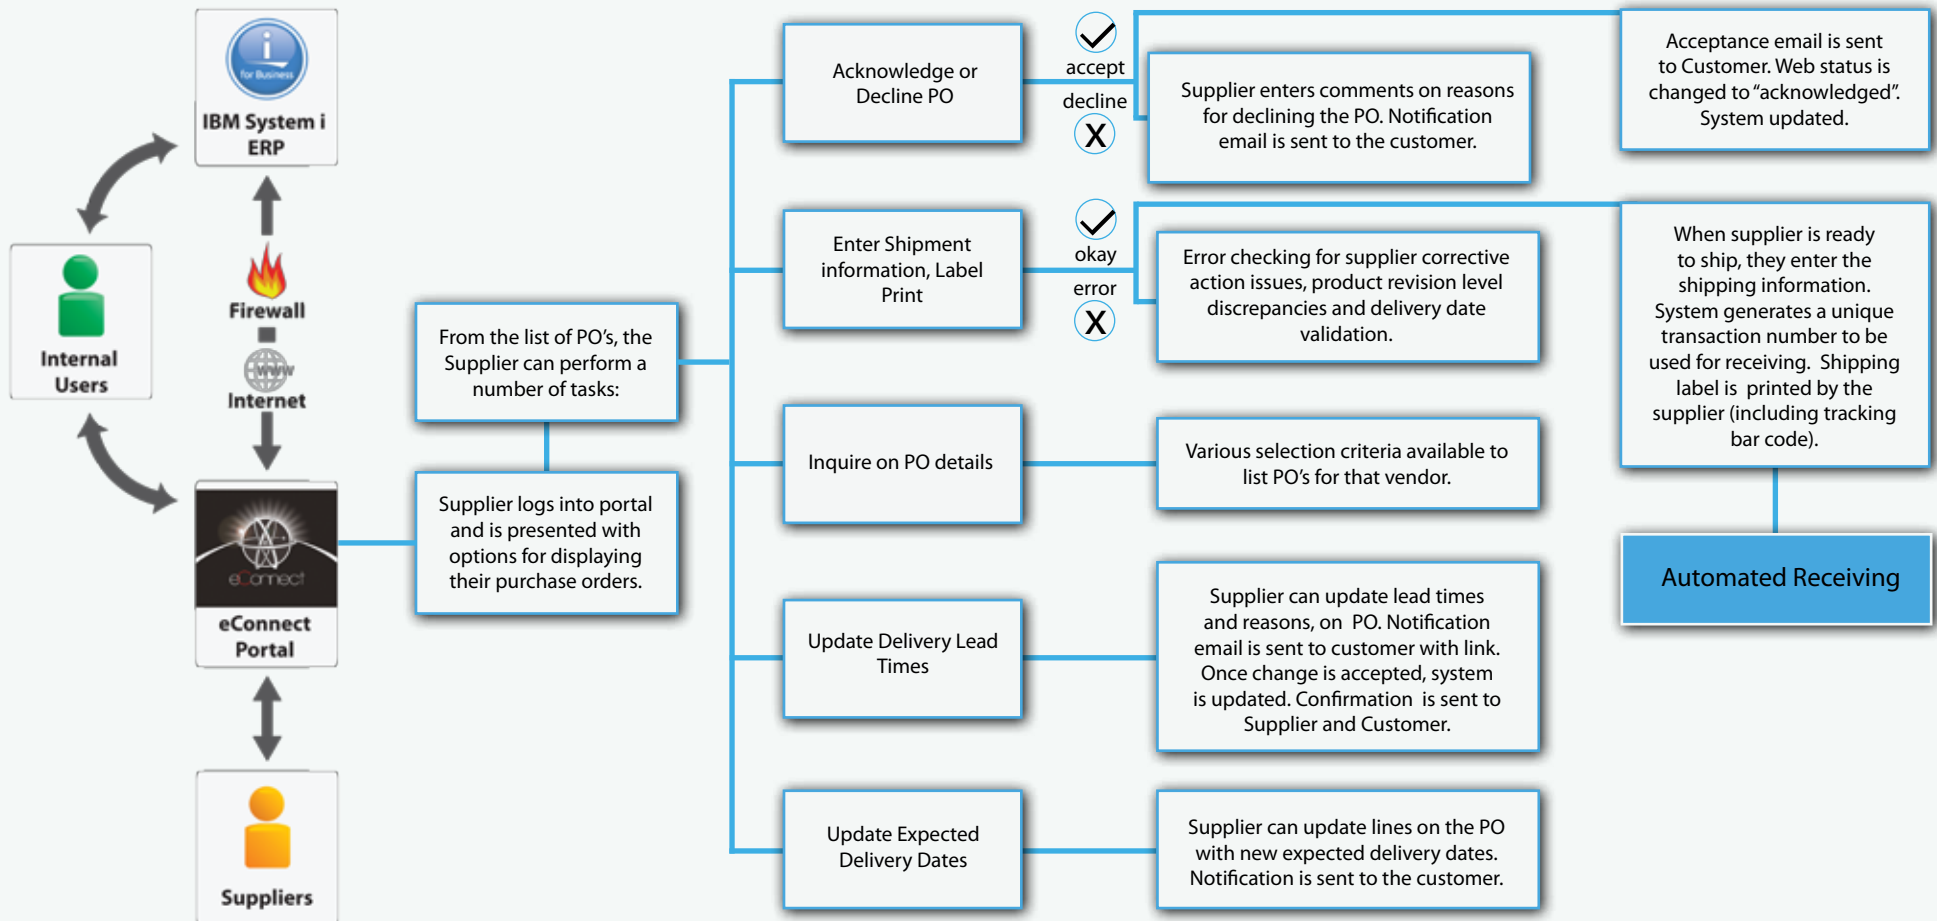 i
for Business
IBM System i
ERP
Firewall
www
Internet
Internal
Users
eConnect
eConnect
Portal
Suppliers
From the list of PO's, the
Supplier can perform a
number of tasks:
Supplier logs into portal
and is presented with
options for displaying
their purchase orders.
Acknowledge or
Decline PO
accept
decline
X
Supplier enters comments on reasons
for declining the PO. Notification
email is sent to the customer.
Acceptance email is sent
to Customer. Web status is
changed to “acknowledged”.
System updated.
Enter Shipment
information, Label
Print
okay
error
X
Error checking for supplier corrective
action issues, product revision level
discrepancies and delivery date
validation.
When supplier is ready
to ship, they enter the
shipping information.
System generates a unique
transaction number to be
used for receiving. Shipping
label is printed by the
supplier (including tracking
bar code).
Automated Receiving
Inquire on PO details
Various selection criteria available to
list PO's for that vendor.
Update Delivery Lead
Times
Supplier can update lead times
and reasons, on PO. Notification
email is sent to customer with link.
Once change is accepted, system
is updated. Confirmation is sent to
Supplier and Customer.
Update Expected
Delivery Dates
Supplier can update lines on the PO
with new expected delivery dates.
Notification is sent to the customer.